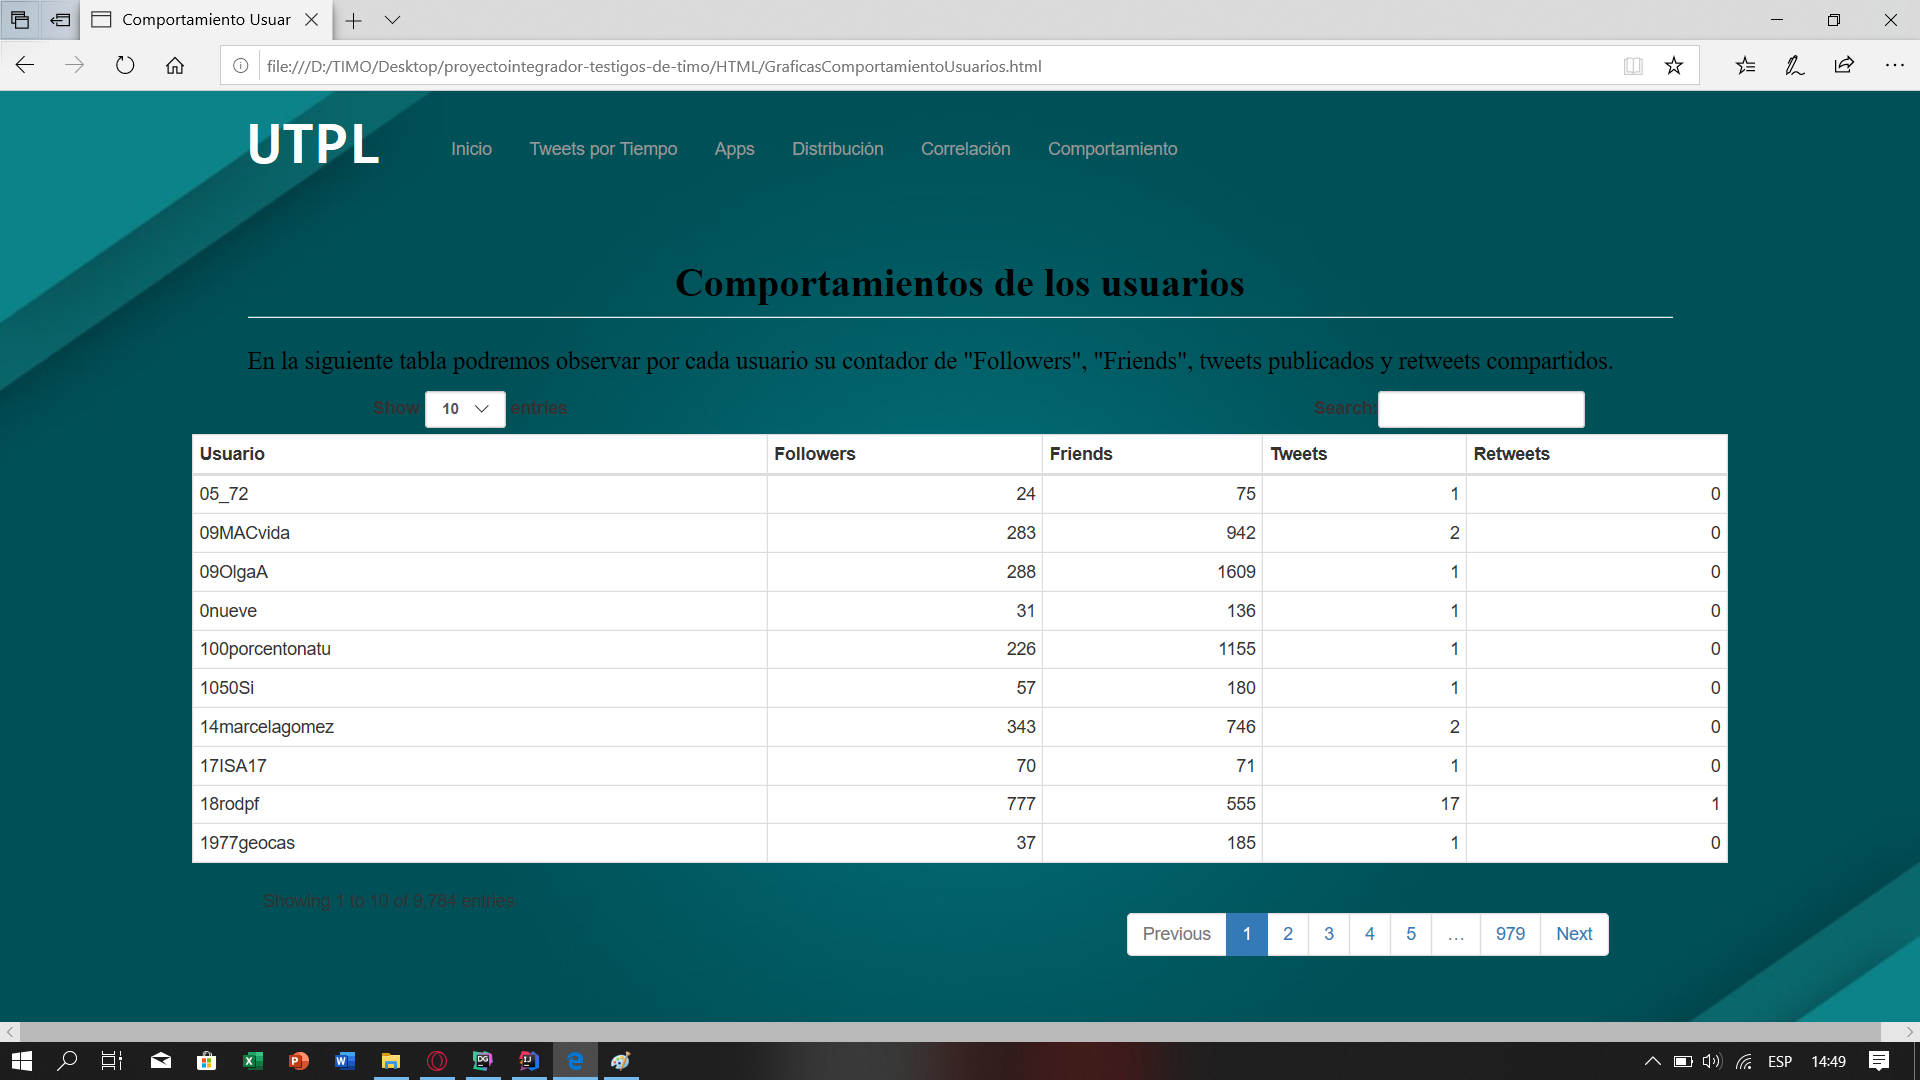 Comportamiento Usuar
file:///D:/TIMO/Desktop/proyectointegrador-testigos-de-timo/HTML/GraficasComportamientoUsuarios.html
UTPL Inicio Tweets por Tiempo Apps Distribución Correlación Comportamiento
Comportamientos de los usuarios
En la siguiente tabla podremos observar por cada usuario su contador de "Followers", "Friends", tweets publicados y retweets compartidos.
Show 10 entries Search:
Usuario Followers Friends Tweets Retweets
05_72 24 75 1 0
09MACvida 283 942 2 0
09OlgaA 288 1609 1 0
0nueve 31 136 1 0
100porcentonatu 226 1155 1 0
1050Si 57 180 1 0
14marcelagomez 343 746 2 0
17ISA17 70 71 1 0
18rodpf 777 555 17 1
1977geocas 37 185 1 0
Showing 1 to 10 of 9,784 entries
Previous 1 2 3 4 5 … 979 Next
ESP 14:49